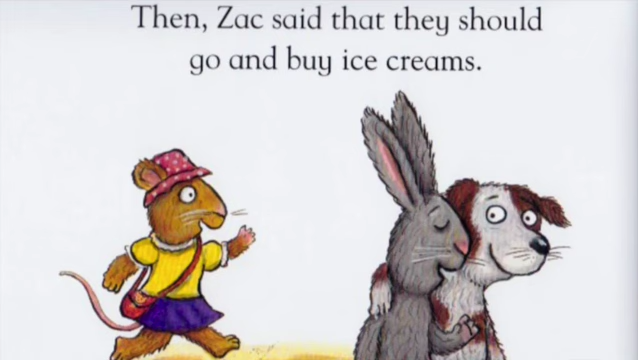 Then, Zac said that they should
go and buy ice creams.